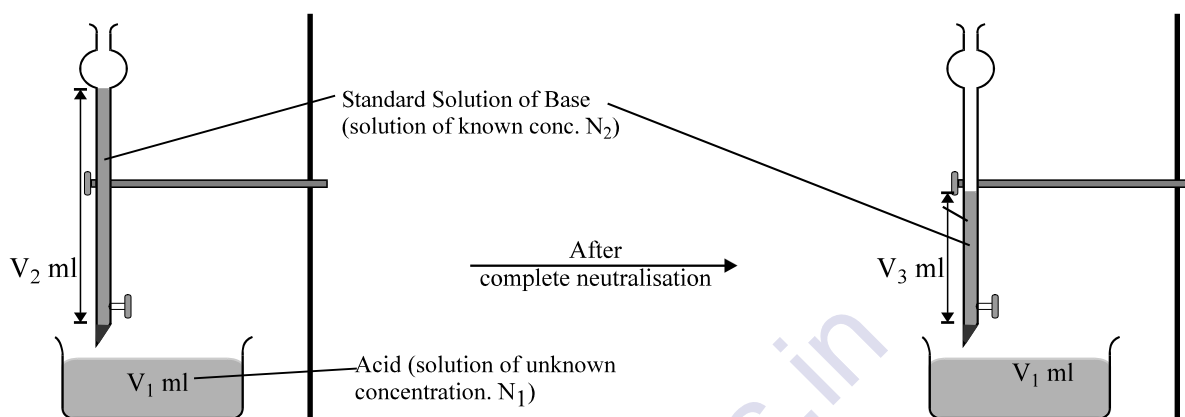 Standard Solution of Base
(solution of known conc. N₂)
V₂ ml
After
complete neutralisation
V₃ ml
V₁ ml
Acid (solution of unknown
concentration. N₁)
V₁ ml
s.in